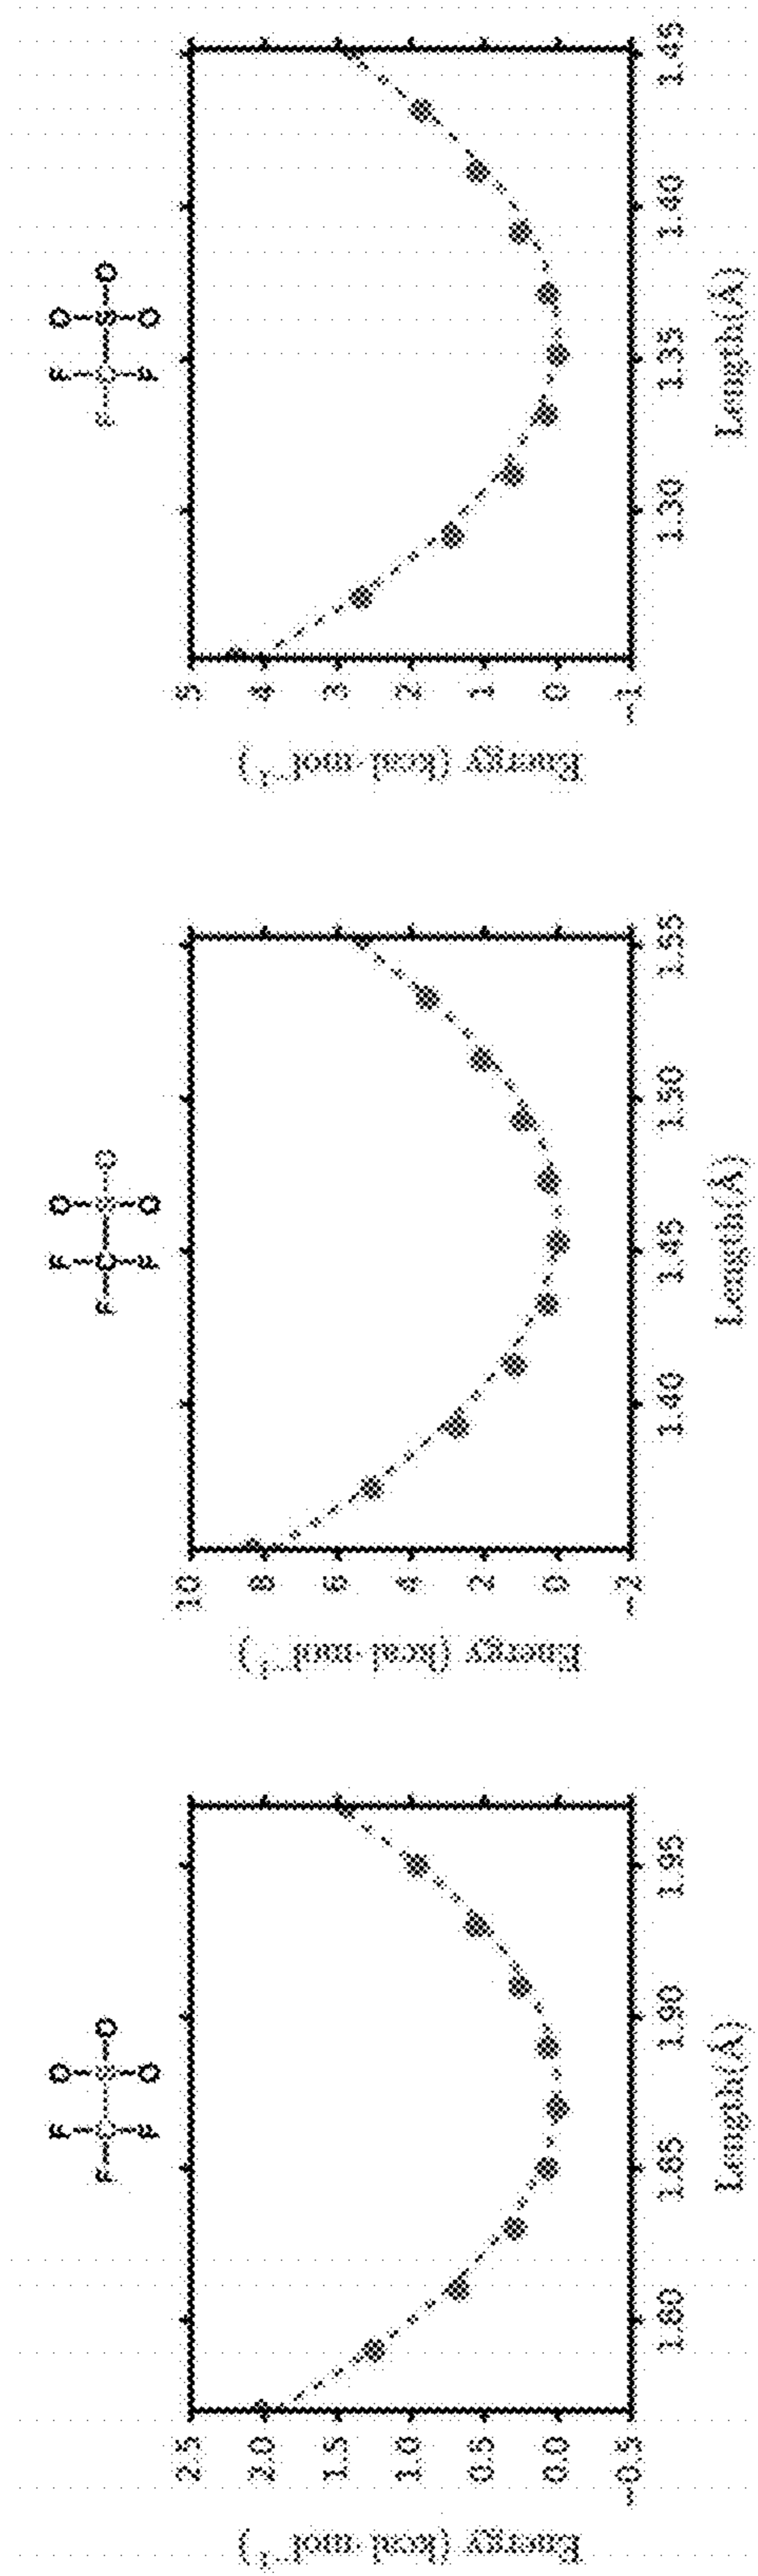 F O
F C S O
F O
Energy (kcal·mol⁻¹)
2.5
2.0
1.5
1.0
0.5
0.0
−0.5
1.80 1.85 1.90 1.95
Length(Å)
F O
F C S O
F O
Energy (kcal·mol⁻¹)
10
8
6
4
2
0
−2
1.40 1.45 1.50 1.55
Length(Å)
F O
F C S O
F O
Energy (kcal·mol⁻¹)
5
4
3
2
1
0
−1
1.30 1.35 1.40 1.45
Length(Å)